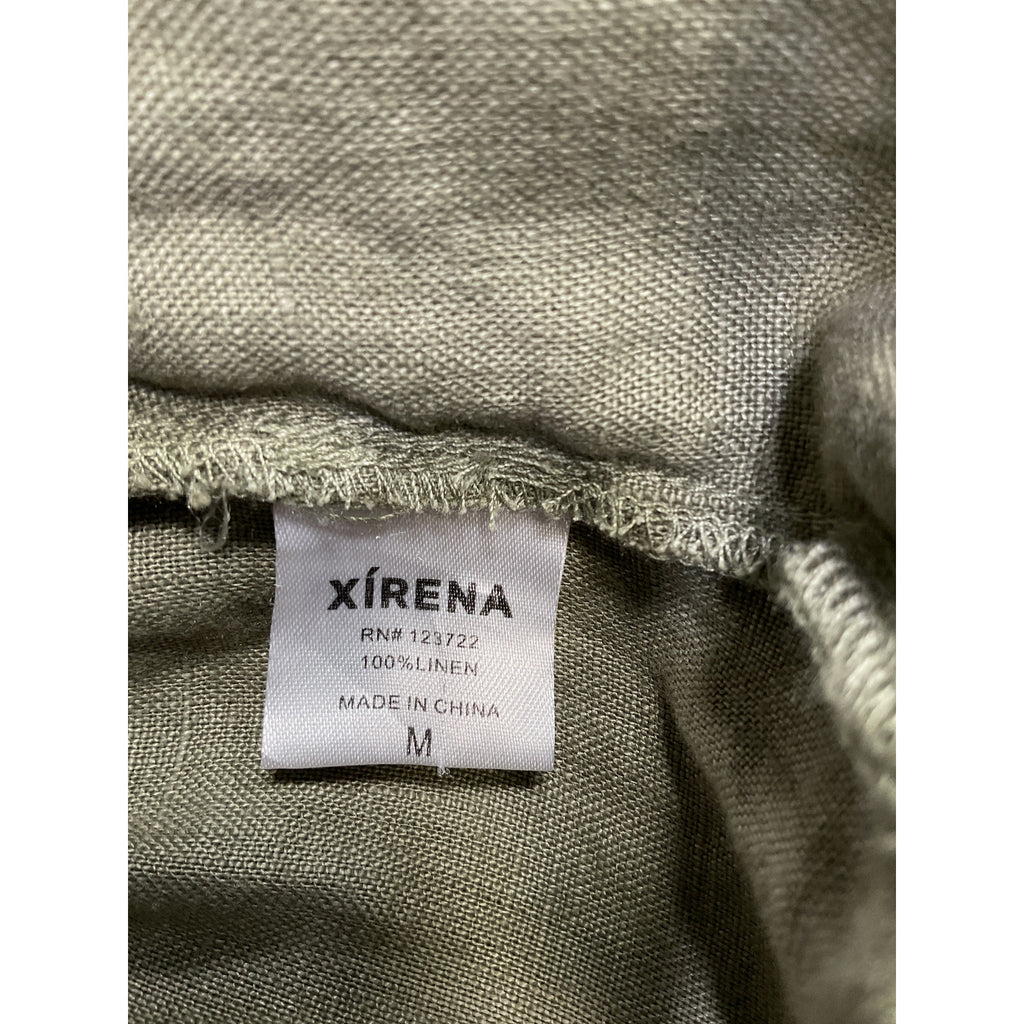 XÍRENA
RN# 123722
100%LINEN
MADE IN CHINA
M